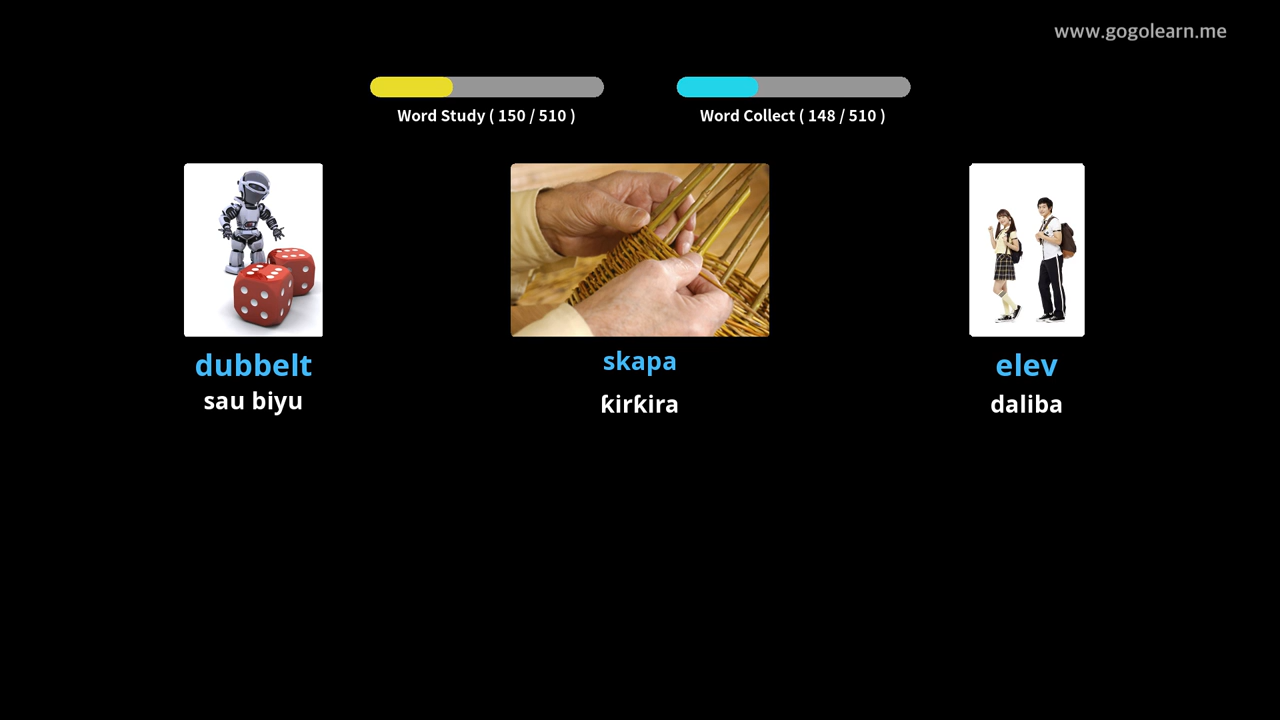 www.gogolearn.me
Word Study ( 150 / 510 )
Word Collect ( 148 / 510 )
dubbelt
sau biyu
skapa
ƙirƙira
elev
daliba